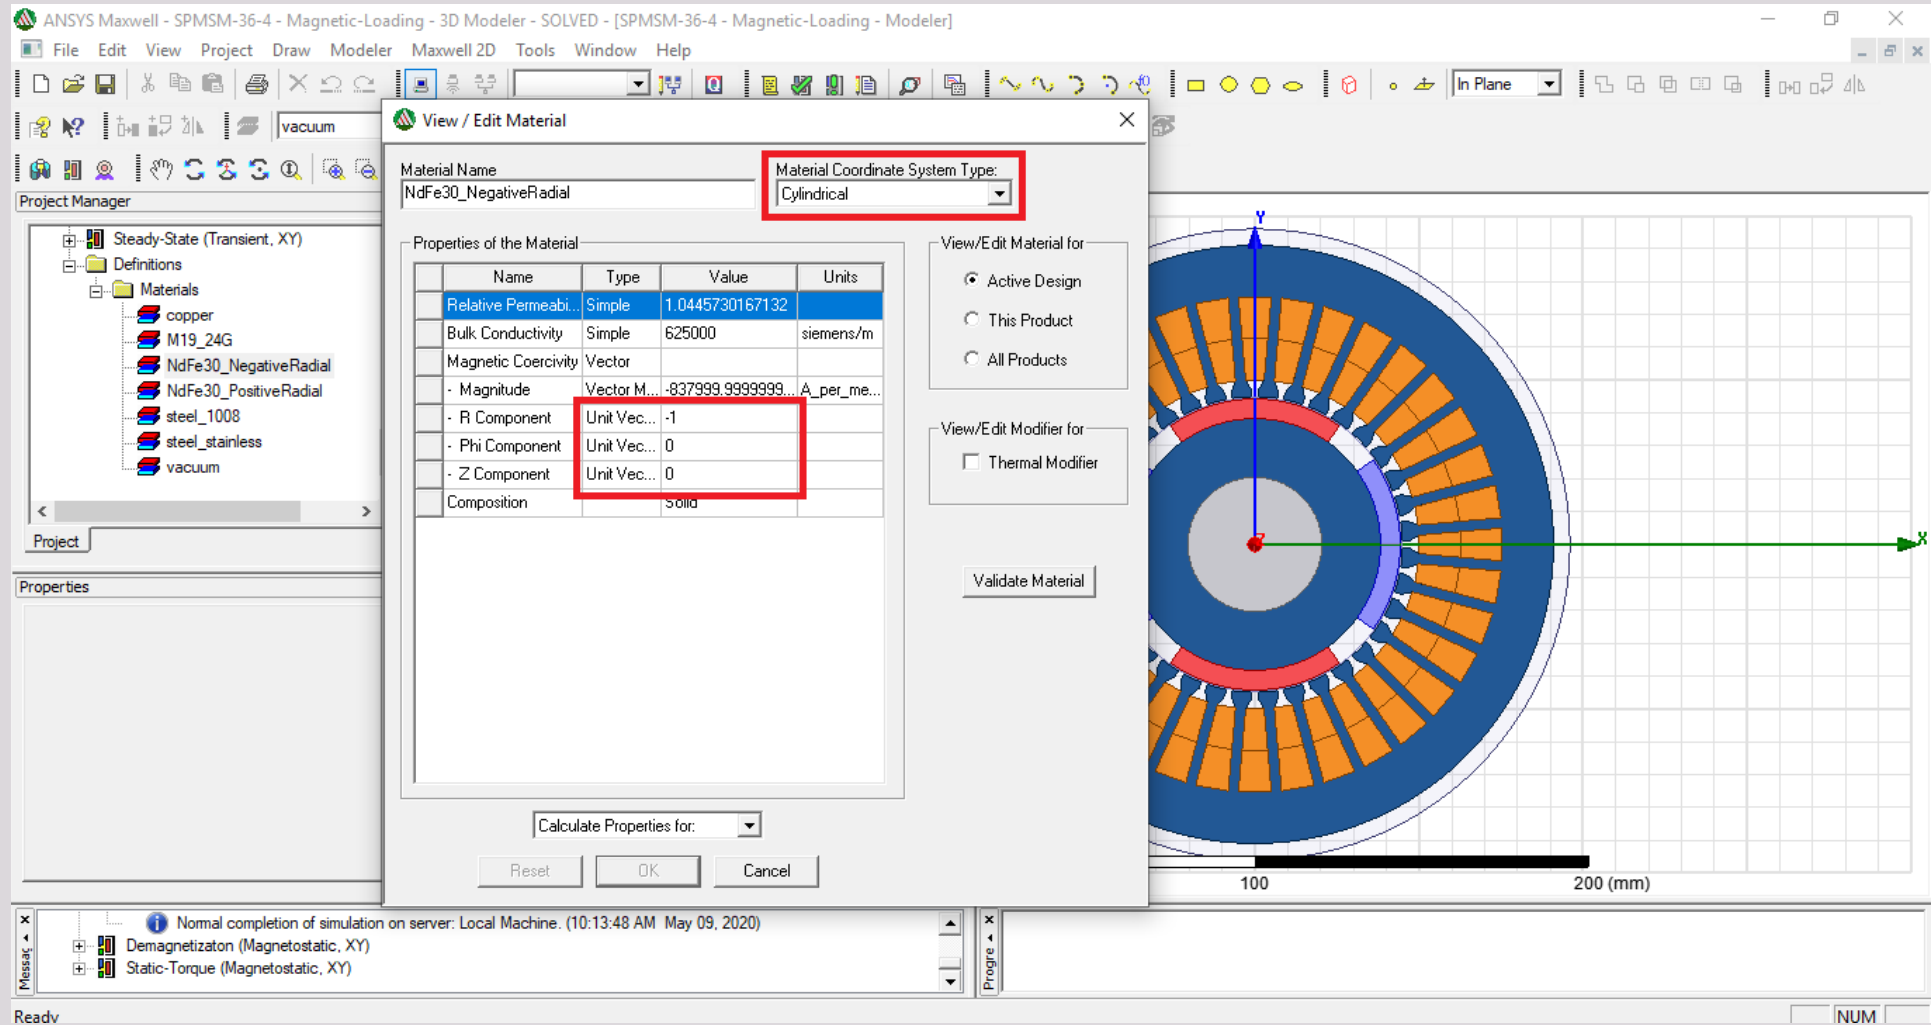 ANSYS Maxwell - SPMSM-36-4 - Magnetic-Loading - 3D Modeler - SOLVED - [SPMSM-36-4 - Magnetic-Loading - Modeler]
File Edit View Project Draw Modeler Maxwell 2D Tools Window Help
In Plane
vacuum
View / Edit Material
Material Name
Material Coordinate System Type:
NdFe30_NegativeRadial
Cylindrical
Project Manager
Steady-State (Transient, XY)
Definitions
Materials
copper
M19_24G
NdFe30_NegativeRadial
NdFe30_PositiveRadial
steel_1008
steel_stainless
vacuum
Project
Properties
Properties of the Material
Name Type Value Units
Relative Permeabi... Simple 1.0445730167132
Bulk Conductivity Simple 625000 siemens/m
Magnetic Coercivity Vector
- Magnitude Vector M... -837999.9999999... A_per_me...
- R Component Unit Vec... -1
- Phi Component Unit Vec... 0
- Z Component Unit Vec... 0
Composition Solid
View/Edit Material for
Active Design
This Product
All Products
View/Edit Modifier for
Thermal Modifier
Validate Material
Calculate Properties for:
Reset OK Cancel
Y
X
Z
100 200 (mm)
Normal completion of simulation on server: Local Machine. (10:13:48 AM May 09, 2020)
Demagnetizaton (Magnetostatic, XY)
Static-Torque (Magnetostatic, XY)
Messag
Progre
Ready
NUM